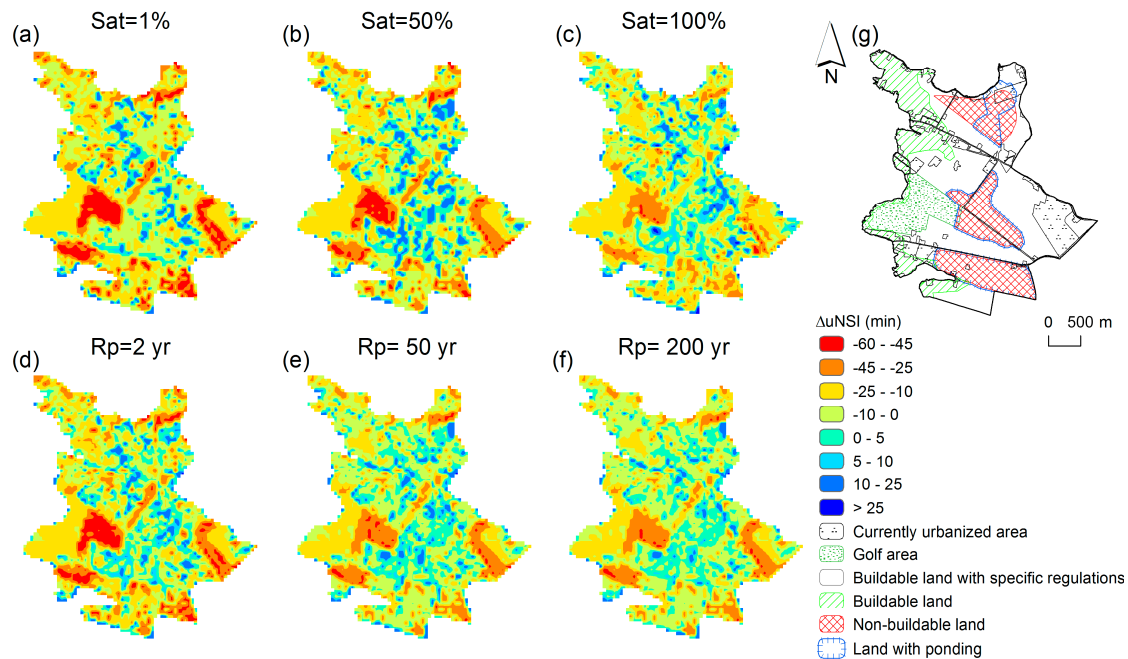 Sat=1%
Sat=50%
Sat=100%
(a)
(b)
(c)
(g)
N
(d)
Rp=2 yr
(e)
Rp= 50 yr
(f)
Rp= 200 yr
0 500 m
ΔuNSI (min)
-60 - -45
-45 - -25
-25 - -10
-10 - 0
0 - 5
5 - 10
10 - 25
> 25
Currently urbanized area
Golf area
Buildable land with specific regulations
Buildable land
Non-buildable land
Land with ponding